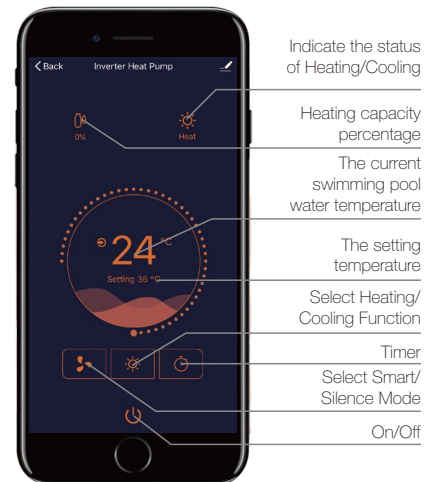 Back Inverter Heat Pump
0% Heat
24 °C
Setting 35 °C
Indicate the status
of Heating/Cooling
Heating capacity
percentage
The current
swimming pool
water temperature
The setting
temperature
Select Heating/
Cooling Function
Timer
Select Smart/
Silence Mode
On/Off